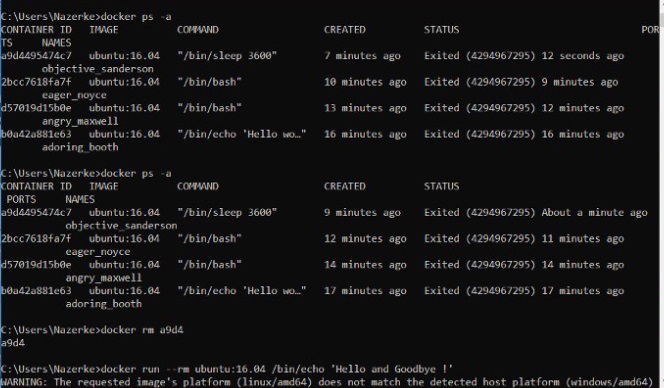 C:\Users\Nazerke>docker ps -a
CONTAINER ID IMAGE COMMAND CREATED STATUS POR
TS NAMES
a9d4495474c7 ubuntu:16.04 "/bin/sleep 3600" 7 minutes ago Exited (4294967295) 12 seconds ago
objective_sanderson
2bcc7618fa7f ubuntu:16.04 "/bin/bash" 10 minutes ago Exited (4294967295) 9 minutes ago
eager_noyce
d57019d15b0e ubuntu:16.04 "/bin/bash" 13 minutes ago Exited (4294967295) 12 minutes ago
angry_maxwell
b0a42a881e63 ubuntu:16.04 "/bin/echo 'Hello wo…" 16 minutes ago Exited (4294967295) 16 minutes ago
adoring_booth
C:\Users\Nazerke>docker ps -a
CONTAINER ID IMAGE COMMAND CREATED STATUS
PORTS NAMES
a9d4495474c7 ubuntu:16.04 "/bin/sleep 3600" 9 minutes ago Exited (4294967295) About a minute ago
objective_sanderson
2bcc7618fa7f ubuntu:16.04 "/bin/bash" 12 minutes ago Exited (4294967295) 11 minutes ago
eager_noyce
d57019d15b0e ubuntu:16.04 "/bin/bash" 14 minutes ago Exited (4294967295) 14 minutes ago
angry_maxwell
b0a42a881e63 ubuntu:16.04 "/bin/echo 'Hello wo…" 17 minutes ago Exited (4294967295) 17 minutes ago
adoring_booth
C:\Users\Nazerke>docker rm a9d4
a9d4
C:\Users\Nazerke>docker run --rm ubuntu:16.04 /bin/echo 'Hello and Goodbye !'
WARNING: The requested image's platform (linux/amd64) does not match the detected host platform (windows/amd64)